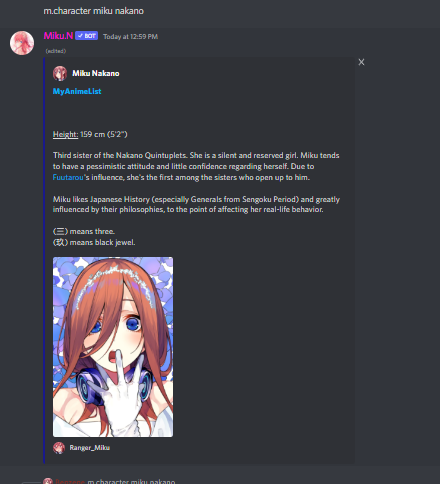 m.character miku nakano
Miku.N ✓ BOT Today at 12:59 PM
(edited)
X
Miku Nakano
MyAnimeList
Height: 159 cm (5'2")
Third sister of the Nakano Quintuplets. She is a silent and reserved girl. Miku tends
to have a pessimistic attitude and little confidence regarding herself. Due to
Fuutarou's influence, she's the first among the sisters who open up to him.
Miku likes Japanese History (especially Generals from Sengoku Period) and greatly
influenced by their philosophies, to the point of affecting her real-life behavior.
(三) means three.
(玖) means black jewel.
Ranger_Miku
m.character miku nakano